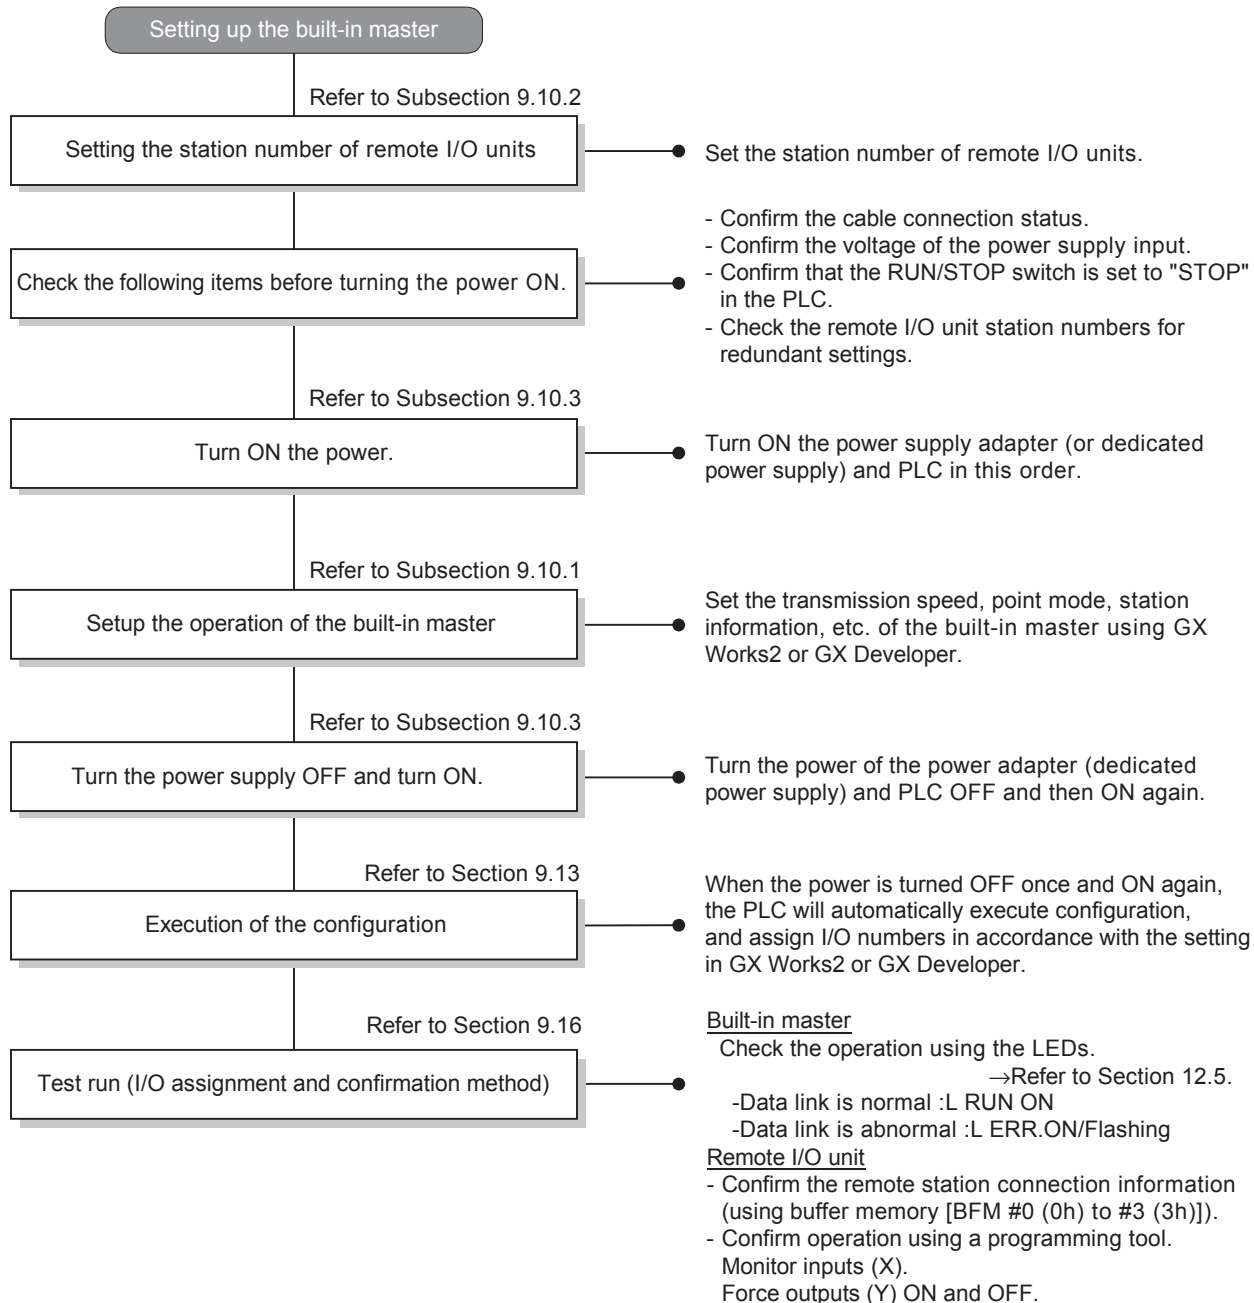 Setting up the built-in master
Refer to Subsection 9.10.2
Setting the station number of remote I/O units
Set the station number of remote I/O units.
Check the following items before turning the power ON.
- Confirm the cable connection status.
- Confirm the voltage of the power supply input.
- Confirm that the RUN/STOP switch is set to "STOP"
in the PLC.
- Check the remote I/O unit station numbers for
redundant settings.
Refer to Subsection 9.10.3
Turn ON the power.
Turn ON the power supply adapter (or dedicated
power supply) and PLC in this order.
Refer to Subsection 9.10.1
Setup the operation of the built-in master
Set the transmission speed, point mode, station
information, etc. of the built-in master using GX
Works2 or GX Developer.
Refer to Subsection 9.10.3
Turn the power supply OFF and turn ON.
Turn the power of the power adapter (dedicated
power supply) and PLC OFF and then ON again.
Refer to Section 9.13
Execution of the configuration
When the power is turned OFF once and ON again,
the PLC will automatically execute configuration,
and assign I/O numbers in accordance with the setting
in GX Works2 or GX Developer.
Refer to Section 9.16
Test run (I/O assignment and confirmation method)
Built-in master
Check the operation using the LEDs.
→Refer to Section 12.5.
-Data link is normal :L RUN ON
-Data link is abnormal :L ERR.ON/Flashing
Remote I/O unit
- Confirm the remote station connection information
(using buffer memory [BFM #0 (0h) to #3 (3h)]).
- Confirm operation using a programming tool.
Monitor inputs (X).
Force outputs (Y) ON and OFF.